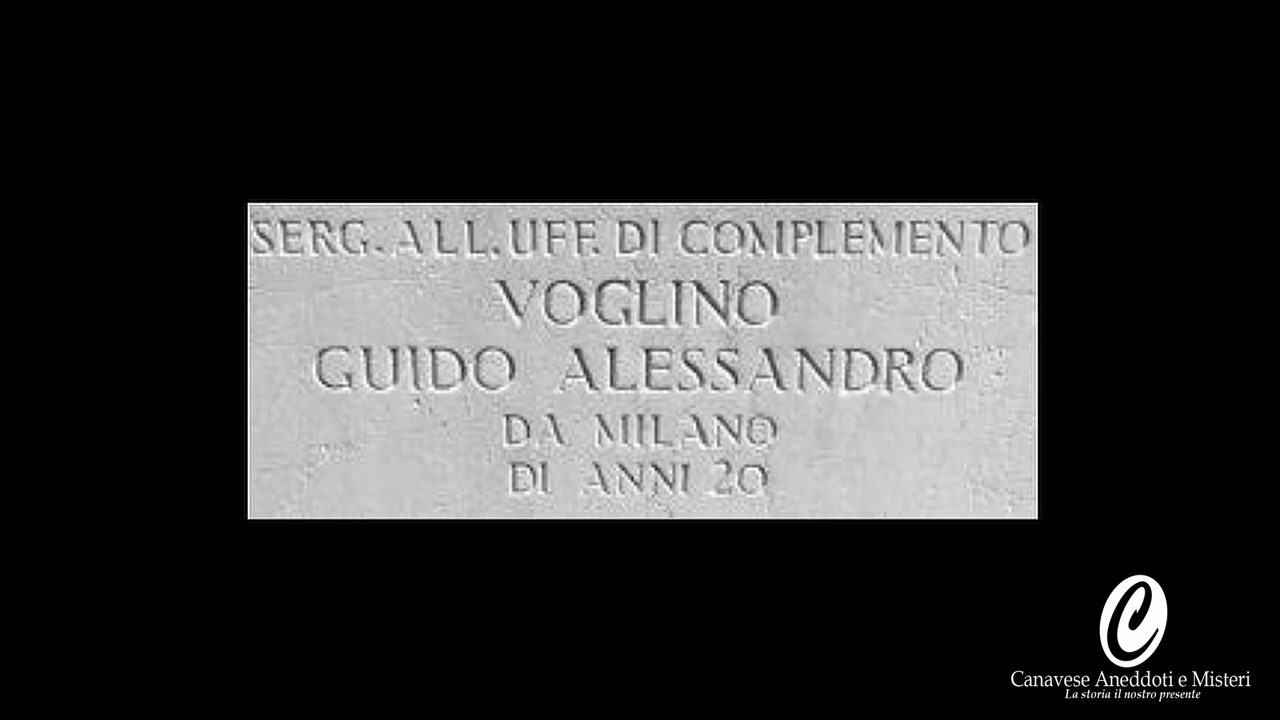 SERG. ALL. UFF. DI COMPLEMENTO
VOGLINO
GUIDO ALESSANDRO
DA MILANO
DI ANNI 20
C
Canavese Aneddoti e Misteri
La storia il nostro presente